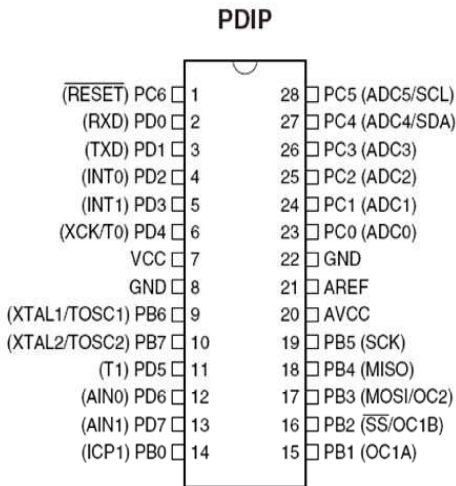 PDIP
(RESET) PC6 1 28 PC5 (ADC5/SCL)
(RXD) PD0 2 27 PC4 (ADC4/SDA)
(TXD) PD1 3 26 PC3 (ADC3)
(INT0) PD2 4 25 PC2 (ADC2)
(INT1) PD3 5 24 PC1 (ADC1)
(XCK/T0) PD4 6 23 PC0 (ADC0)
VCC 7 22 GND
GND 8 21 AREF
(XTAL1/TOSC1) PB6 9 20 AVCC
(XTAL2/TOSC2) PB7 10 19 PB5 (SCK)
(T1) PD5 11 18 PB4 (MISO)
(AIN0) PD6 12 17 PB3 (MOSI/OC2)
(AIN1) PD7 13 16 PB2 (SS/OC1B)
(ICP1) PB0 14 15 PB1 (OC1A)